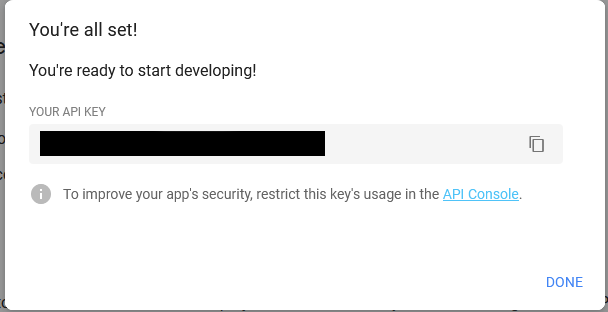 You're all set!
You're ready to start developing!
YOUR API KEY
To improve your app's security, restrict this key's usage in the API Console.
DONE